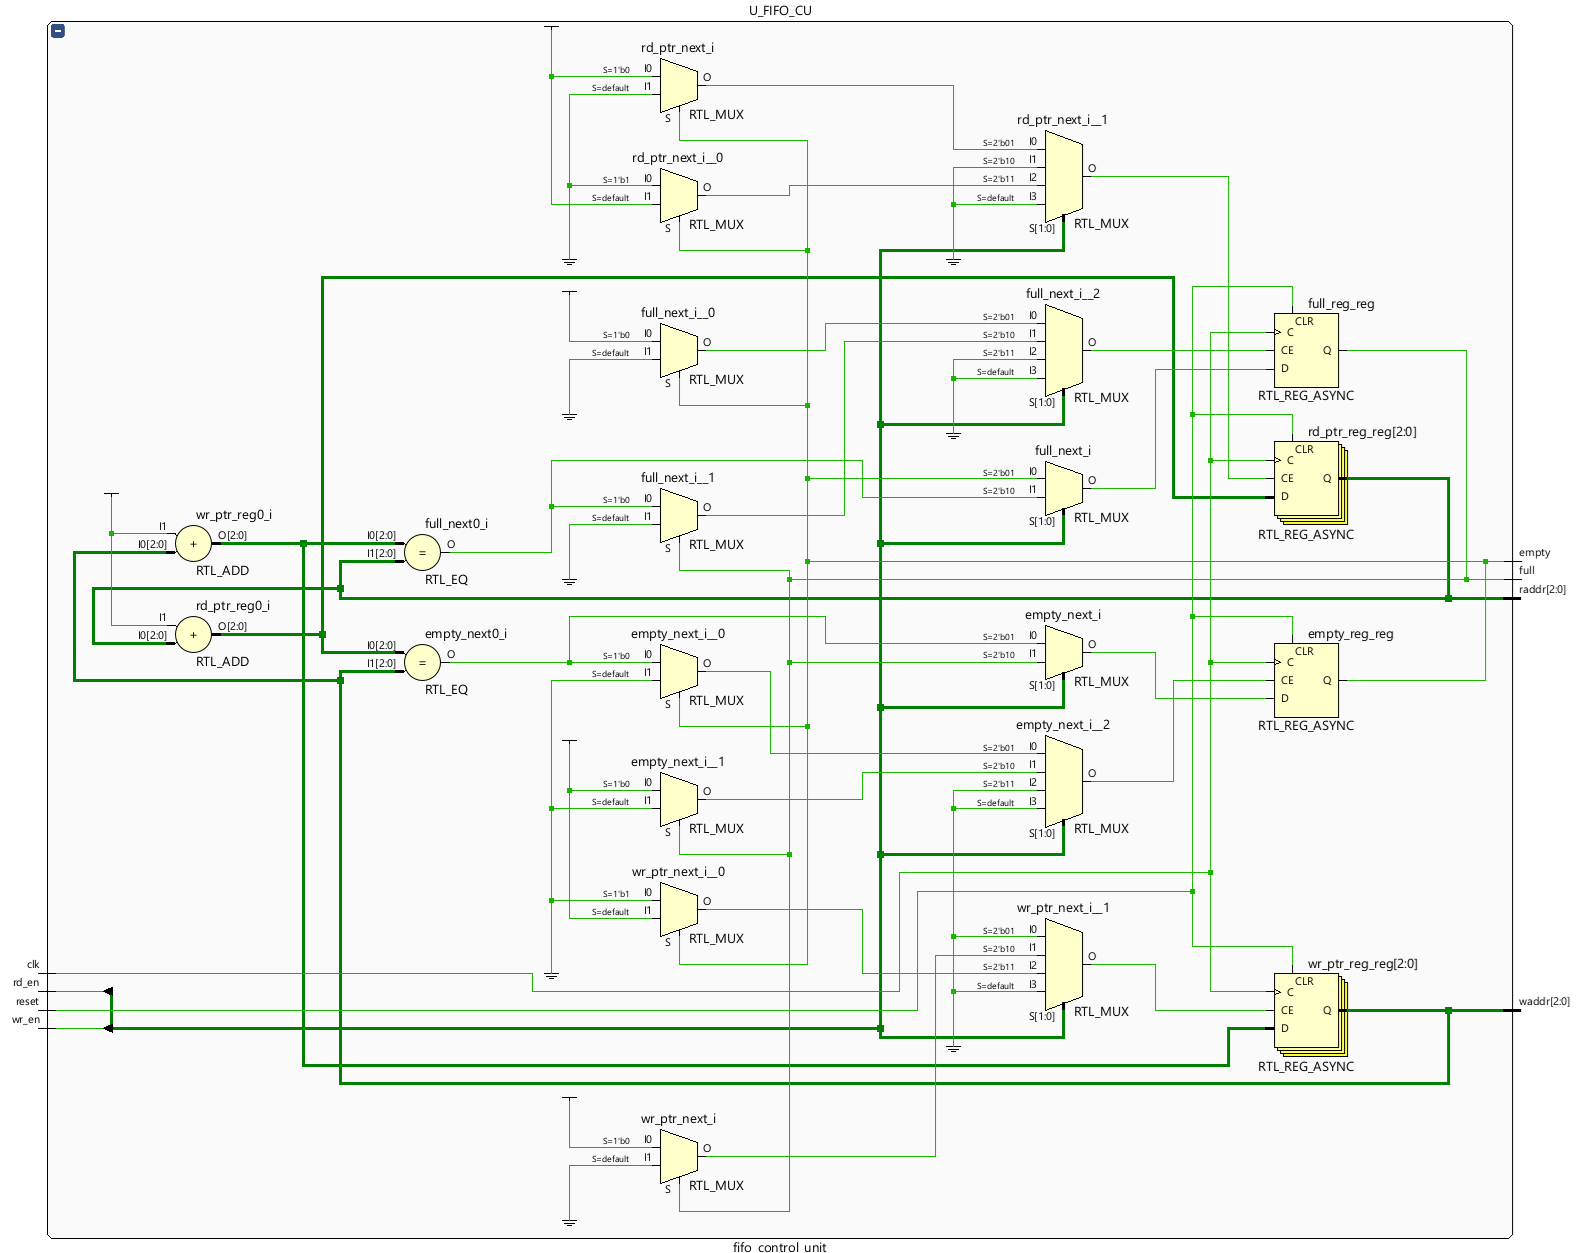 U_FIFO_CU
rd_ptr_next_i
S=1'b0 I0
S=default I1
O
S
RTL_MUX
rd_ptr_next_i__0
S=1'b1 I0
S=default I1
O
S
RTL_MUX
rd_ptr_next_i__1
S=2'b01 I0
S=2'b10 I1
S=2'b11 I2
S=default I3
O
S[1:0]
RTL_MUX
full_next_i__0
S=1'b0 I0
S=default I1
O
S
RTL_MUX
full_next_i__2
S=2'b01 I0
S=2'b10 I1
S=2'b11 I2
S=default I3
O
S[1:0]
RTL_MUX
full_reg_reg
CLR
C
CE
D
Q
RTL_REG_ASYNC
full_next_i
S=2'b01 I0
S=2'b10 I1
O
S[1:0]
RTL_MUX
rd_ptr_reg_reg[2:0]
CLR
C
CE
D
Q
RTL_REG_ASYNC
full_next_i__1
S=1'b0 I0
S=default I1
O
S
RTL_MUX
wr_ptr_reg0_i
I1
I0[2:0]
O[2:0]
+
RTL_ADD
full_next0_i
I0[2:0]
I1[2:0]
O
=
RTL_EQ
rd_ptr_reg0_i
I1
I0[2:0]
O[2:0]
+
RTL_ADD
empty_next0_i
I0[2:0]
I1[2:0]
O
=
RTL_EQ
empty
full
raddr[2:0]
empty_next_i__0
S=1'b0 I0
S=default I1
O
S
RTL_MUX
empty_next_i
S=2'b01 I0
S=2'b10 I1
O
S[1:0]
RTL_MUX
empty_reg_reg
CLR
C
CE
D
Q
RTL_REG_ASYNC
empty_next_i__1
S=1'b0 I0
S=default I1
O
S
RTL_MUX
empty_next_i__2
S=2'b01 I0
S=2'b10 I1
S=2'b11 I2
S=default I3
O
S[1:0]
RTL_MUX
wr_ptr_next_i__0
S=1'b1 I0
S=default I1
O
S
RTL_MUX
wr_ptr_next_i__1
S=2'b01 I0
S=2'b10 I1
S=2'b11 I2
S=default I3
O
S[1:0]
RTL_MUX
wr_ptr_reg_reg[2:0]
CLR
C
CE
D
Q
RTL_REG_ASYNC
clk
rd_en
reset
wr_en
waddr[2:0]
wr_ptr_next_i
S=1'b0 I0
S=default I1
O
S
RTL_MUX
fifo_control_unit